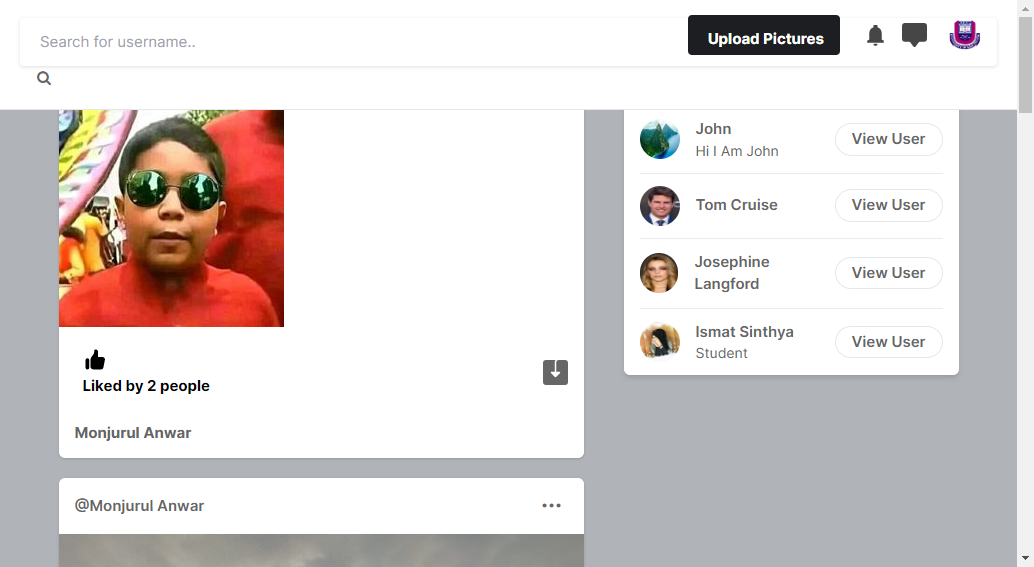 Search for username..
Upload Pictures
John
Hi I Am John
View User
Tom Cruise
View User
Josephine
Langford
View User
Ismat Sinthya
Student
View User
Liked by 2 people
Monjurul Anwar
@Monjurul Anwar